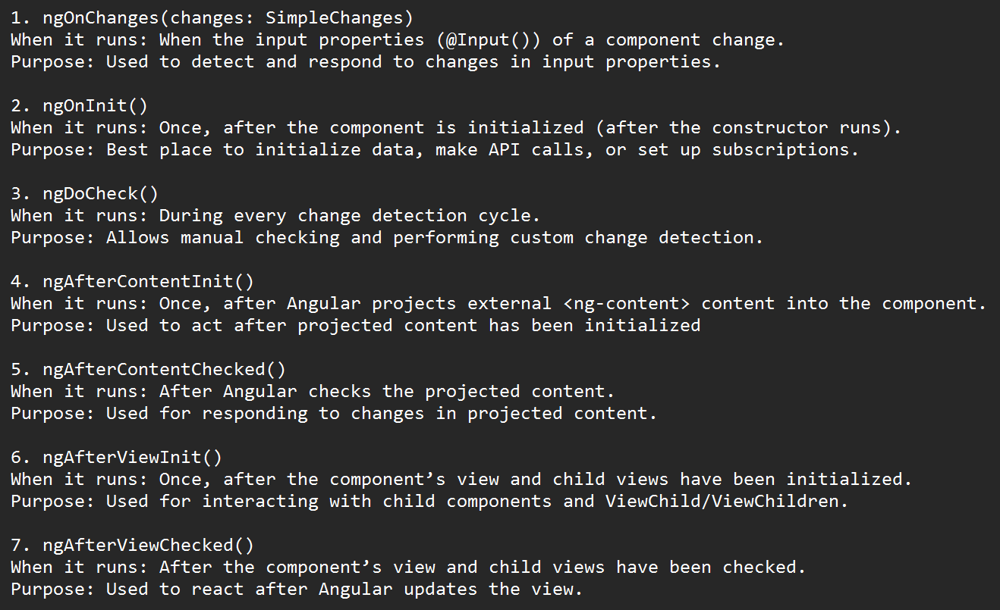 1. ngOnChanges(changes: SimpleChanges)
When it runs: When the input properties (@Input()) of a component change.
Purpose: Used to detect and respond to changes in input properties.

2. ngOnInit()
When it runs: Once, after the component is initialized (after the constructor runs).
Purpose: Best place to initialize data, make API calls, or set up subscriptions.

3. ngDoCheck()
When it runs: During every change detection cycle.
Purpose: Allows manual checking and performing custom change detection.

4. ngAfterContentInit()
When it runs: Once, after Angular projects external <ng-content> content into the component.
Purpose: Used to act after projected content has been initialized

5. ngAfterContentChecked()
When it runs: After Angular checks the projected content.
Purpose: Used for responding to changes in projected content.

6. ngAfterViewInit()
When it runs: Once, after the component’s view and child views have been initialized.
Purpose: Used for interacting with child components and ViewChild/ViewChildren.

7. ngAfterViewChecked()
When it runs: After the component’s view and child views have been checked.
Purpose: Used to react after Angular updates the view.